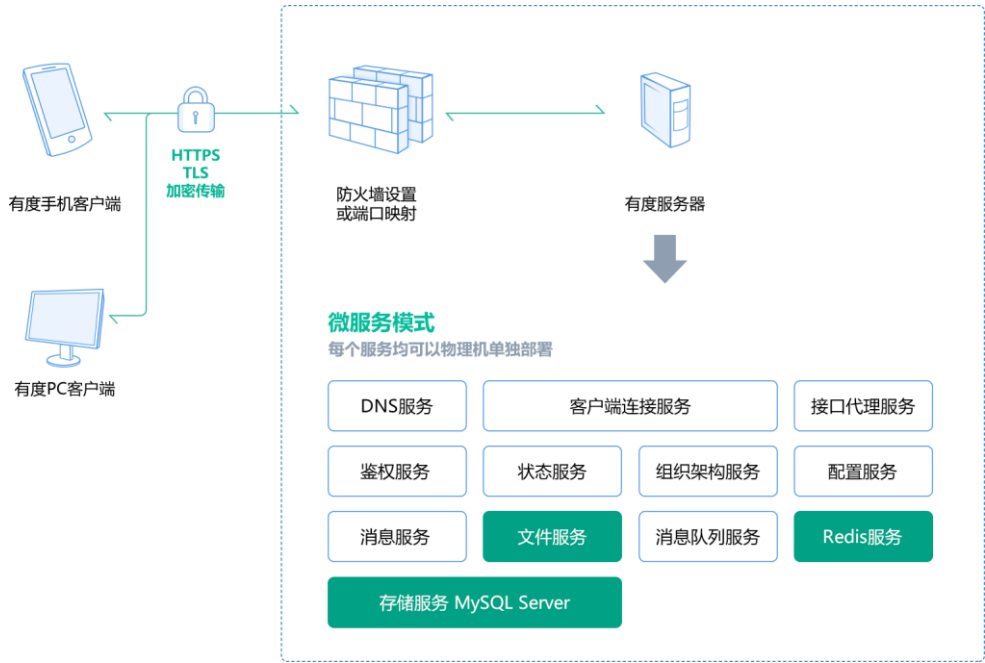 HTTPS
TLS
加密传输
有度手机客户端
防火墙设置
或端口映射
有度服务器
有度PC客户端
微服务模式
每个服务均可以物理机单独部署
DNS服务
客户端连接服务
接口代理服务
鉴权服务
状态服务
组织架构服务
配置服务
消息服务
文件服务
消息队列服务
Redis服务
存储服务 MySQL Server